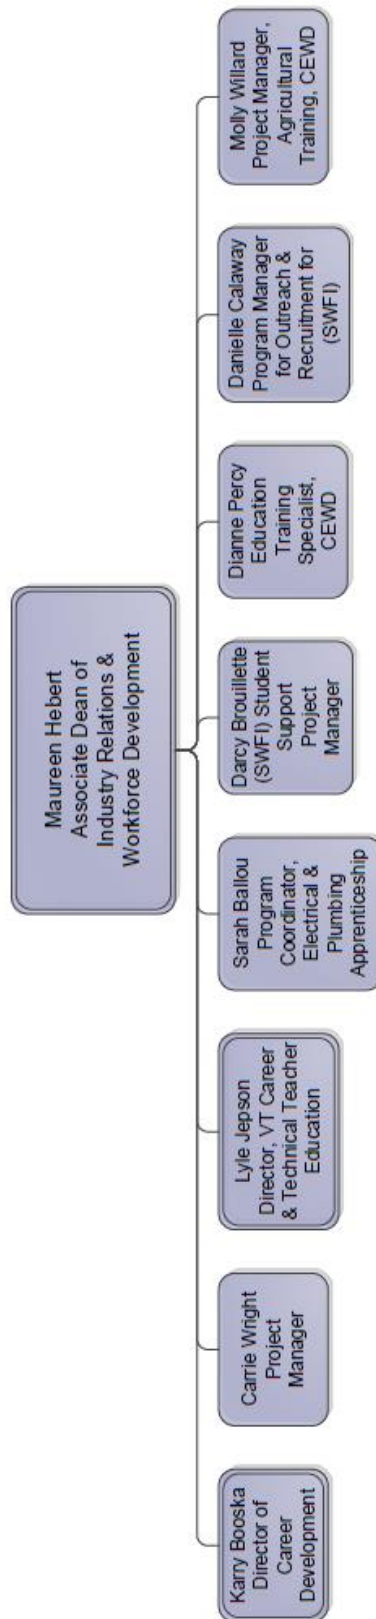 Maureen Hebert
Associate Dean of
Industry Relations &
Workforce Development
Karry Booska
Director of
Career
Development
Carrie Wright
Project
Manager
Lyle Jepson
Director, VT Career
& Technical Teacher
Education
Sarah Ballou
Program
Coordinator,
Electrical &
Plumbing
Apprenticeship
Darcy Brouillette
(SWFI) Student
Support
Project
Manager
Dianne Percy
Education
Training
Specialist,
CEWD
Danielle Calaway
Program Manager
for Outreach &
Recruitment for
(SWFI)
Molly Willard
Project Manager,
Agricultural
Training, CEWD